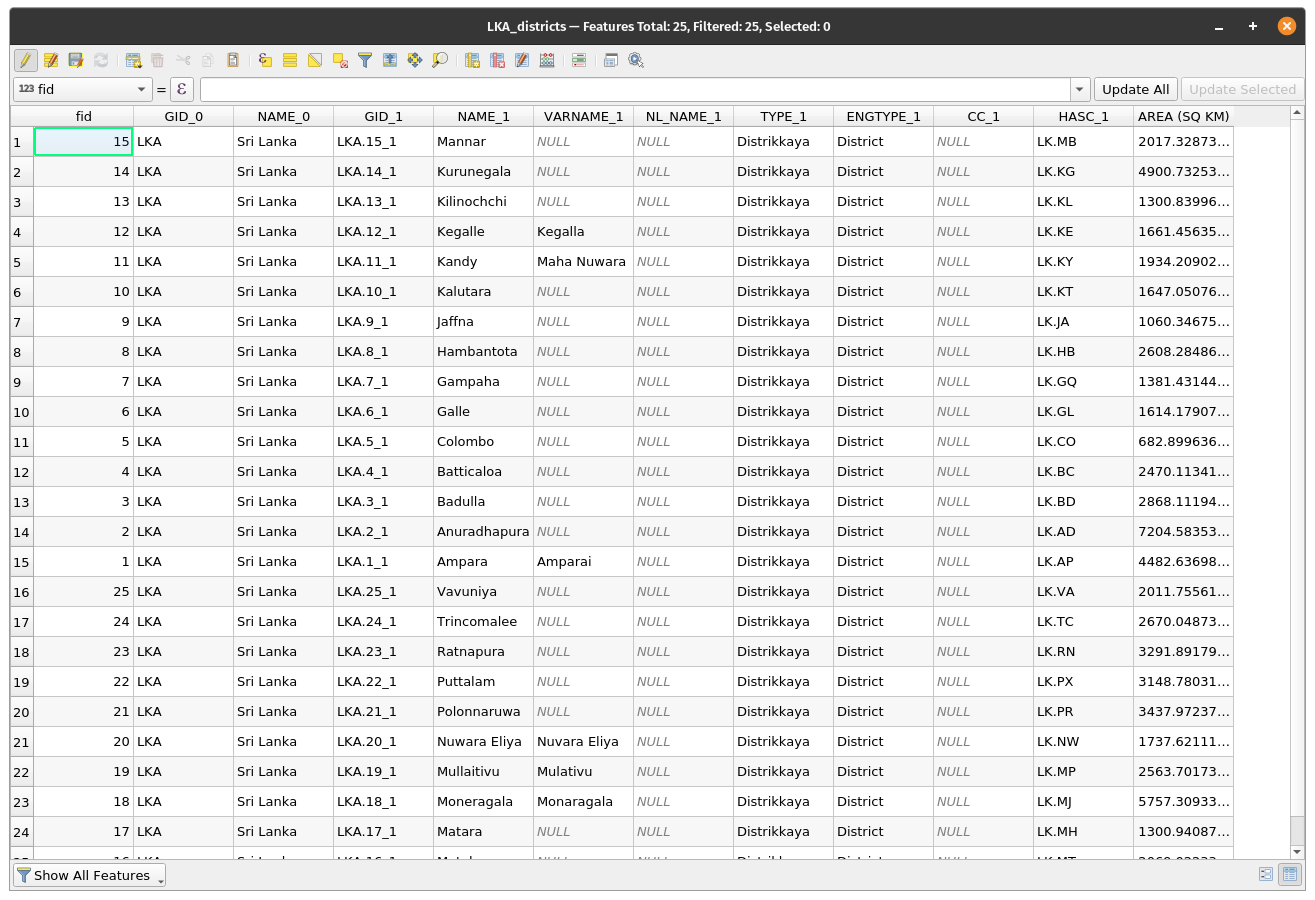 LKA_districts — Features Total: 25, Filtered: 25, Selected: 0
123 fid = ε Update All Update Selected
fid GID_0 NAME_0 GID_1 NAME_1 VARNAME_1 NL_NAME_1 TYPE_1 ENGTYPE_1 CC_1 HASC_1 AREA (SQ KM)
1 15 LKA Sri Lanka LKA.15_1 Mannar NULL NULL Distrikkaya District NULL LK.MB 2017.32873...
2 14 LKA Sri Lanka LKA.14_1 Kurunegala NULL NULL Distrikkaya District NULL LK.KG 4900.73253...
3 13 LKA Sri Lanka LKA.13_1 Kilinochchi NULL NULL Distrikkaya District NULL LK.KL 1300.83996...
4 12 LKA Sri Lanka LKA.12_1 Kegalle Kegalla NULL Distrikkaya District NULL LK.KE 1661.45635...
5 11 LKA Sri Lanka LKA.11_1 Kandy Maha Nuwara NULL Distrikkaya District NULL LK.KY 1934.20902...
6 10 LKA Sri Lanka LKA.10_1 Kalutara NULL NULL Distrikkaya District NULL LK.KT 1647.05076...
7 9 LKA Sri Lanka LKA.9_1 Jaffna NULL NULL Distrikkaya District NULL LK.JA 1060.34675...
8 8 LKA Sri Lanka LKA.8_1 Hambantota NULL NULL Distrikkaya District NULL LK.HB 2608.28486...
9 7 LKA Sri Lanka LKA.7_1 Gampaha NULL NULL Distrikkaya District NULL LK.GQ 1381.43144...
10 6 LKA Sri Lanka LKA.6_1 Galle NULL NULL Distrikkaya District NULL LK.GL 1614.17907...
11 5 LKA Sri Lanka LKA.5_1 Colombo NULL NULL Distrikkaya District NULL LK.CO 682.899636...
12 4 LKA Sri Lanka LKA.4_1 Batticaloa NULL NULL Distrikkaya District NULL LK.BC 2470.11341...
13 3 LKA Sri Lanka LKA.3_1 Badulla NULL NULL Distrikkaya District NULL LK.BD 2868.11194...
14 2 LKA Sri Lanka LKA.2_1 Anuradhapura NULL NULL Distrikkaya District NULL LK.AD 7204.58353...
15 1 LKA Sri Lanka LKA.1_1 Ampara Amparai NULL Distrikkaya District NULL LK.AP 4482.63698...
16 25 LKA Sri Lanka LKA.25_1 Vavuniya NULL NULL Distrikkaya District NULL LK.VA 2011.75561...
17 24 LKA Sri Lanka LKA.24_1 Trincomalee NULL NULL Distrikkaya District NULL LK.TC 2670.04873...
18 23 LKA Sri Lanka LKA.23_1 Ratnapura NULL NULL Distrikkaya District NULL LK.RN 3291.89179...
19 22 LKA Sri Lanka LKA.22_1 Puttalam NULL NULL Distrikkaya District NULL LK.PX 3148.78031...
20 21 LKA Sri Lanka LKA.21_1 Polonnaruwa NULL NULL Distrikkaya District NULL LK.PR 3437.97237...
21 20 LKA Sri Lanka LKA.20_1 Nuwara Eliya Nuvara Eliya NULL Distrikkaya District NULL LK.NW 1737.62111...
22 19 LKA Sri Lanka LKA.19_1 Mullaitivu Mulativu NULL Distrikkaya District NULL LK.MP 2563.70173...
23 18 LKA Sri Lanka LKA.18_1 Moneragala Monaragala NULL Distrikkaya District NULL LK.MJ 5757.30933...
24 17 LKA Sri Lanka LKA.17_1 Matara NULL NULL Distrikkaya District NULL LK.MH 1300.94087...
Show All Features